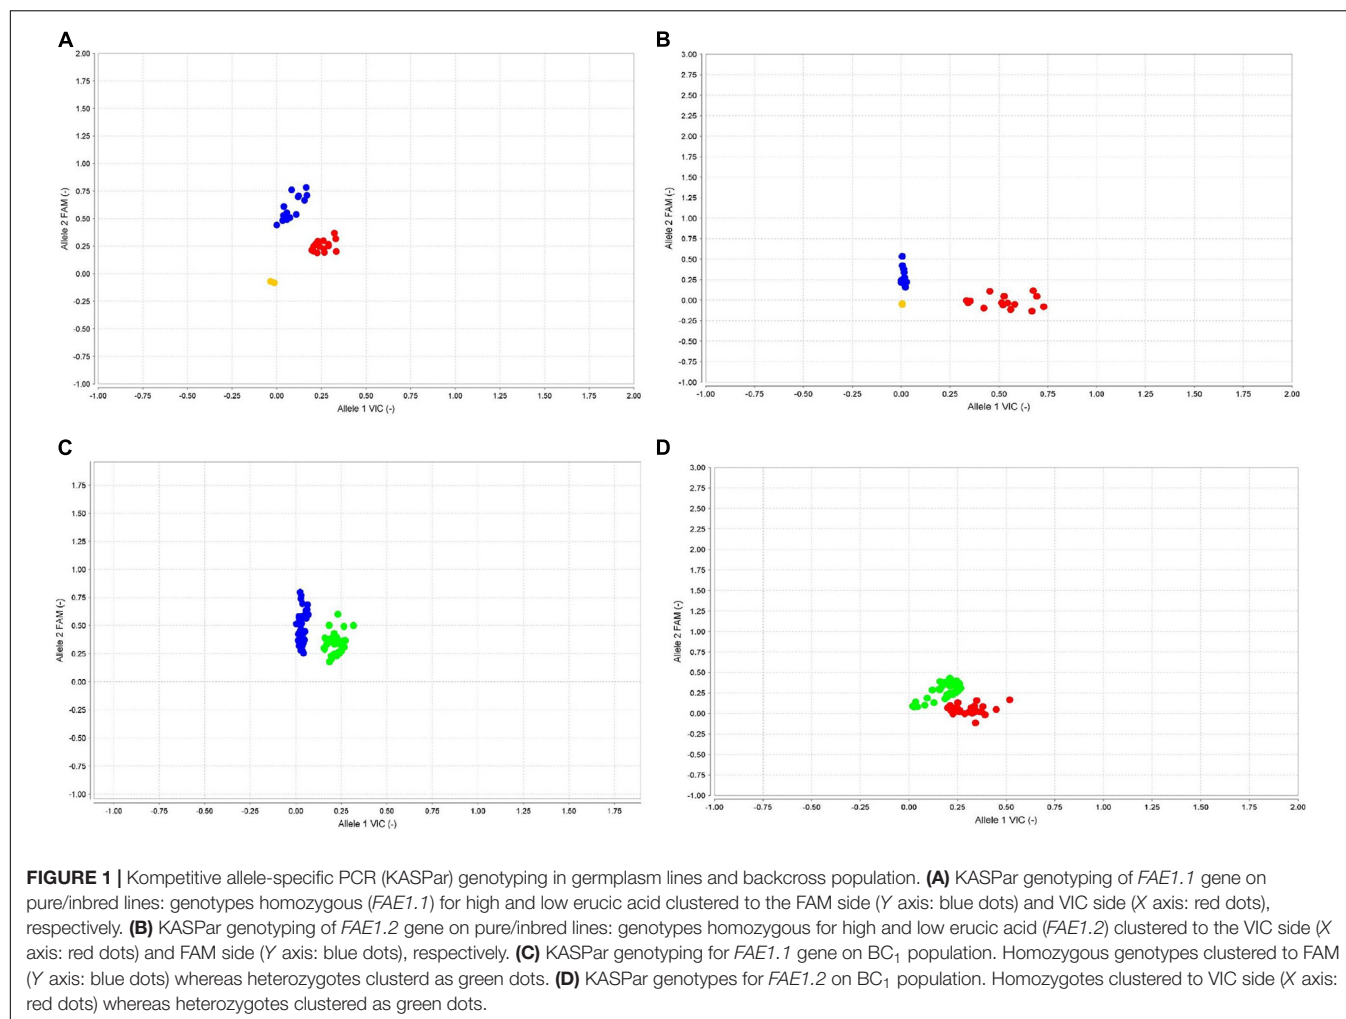 A
2.00
1.75
1.50
1.25
1.00
0.75
0.50
0.25
0.00
-0.25
-0.50
-0.75
-1.00
Allele 2 FAM (-)
-1.00 -0.75 -0.50 -0.25 0.00 0.25 0.50 0.75 1.00 1.25 1.50 1.75 2.00
Allele 1 VIC (-)
B
3.00
2.75
2.50
2.25
2.00
1.75
1.50
1.25
1.00
0.75
0.50
0.25
0.00
-0.25
-0.50
-0.75
-1.00
Allele 2 FAM (-)
-1.00 -0.75 -0.50 -0.25 0.00 0.25 0.50 0.75 1.00 1.25 1.50 1.75 2.00
Allele 1 VIC (-)
C
1.75
1.50
1.25
1.00
0.75
0.50
0.25
0.00
-0.25
-0.50
-0.75
-1.00
Allele 2 FAM (-)
-1.00 -0.75 -0.50 -0.25 0.00 0.25 0.50 0.75 1.00 1.25 1.50 1.75
Allele 1 VIC (-)
D
3.00
2.75
2.50
2.25
2.00
1.75
1.50
1.25
1.00
0.75
0.50
0.25
0.00
-0.25
-0.50
-0.75
-1.00
Allele 2 FAM (-)
-1.00 -0.75 -0.50 -0.25 0.00 0.25 0.50 0.75 1.00 1.25 1.50 1.75 2.00
Allele 1 VIC (-)
FIGURE 1 | Kompetitive allele-specific PCR (KASPar) genotyping in germplasm lines and backcross population. (A) KASPar genotyping of FAE1.1 gene on
pure/inbred lines: genotypes homozygous (FAE1.1) for high and low erucic acid clustered to the FAM side (Y axis: blue dots) and VIC side (X axis: red dots),
respectively. (B) KASPar genotyping of FAE1.2 gene on pure/inbred lines: genotypes homozygous for high and low erucic acid (FAE1.2) clustered to the VIC side (X
axis: red dots) and FAM side (Y axis: blue dots), respectively. (C) KASPar genotyping for FAE1.1 gene on BC₁ population. Homozygous genotypes clustered to FAM
(Y axis: blue dots) whereas heterozygotes clusterd as green dots. (D) KASPar genotypes for FAE1.2 on BC₁ population. Homozygotes clustered to VIC side (X axis:
red dots) whereas heterozygotes clustered as green dots.